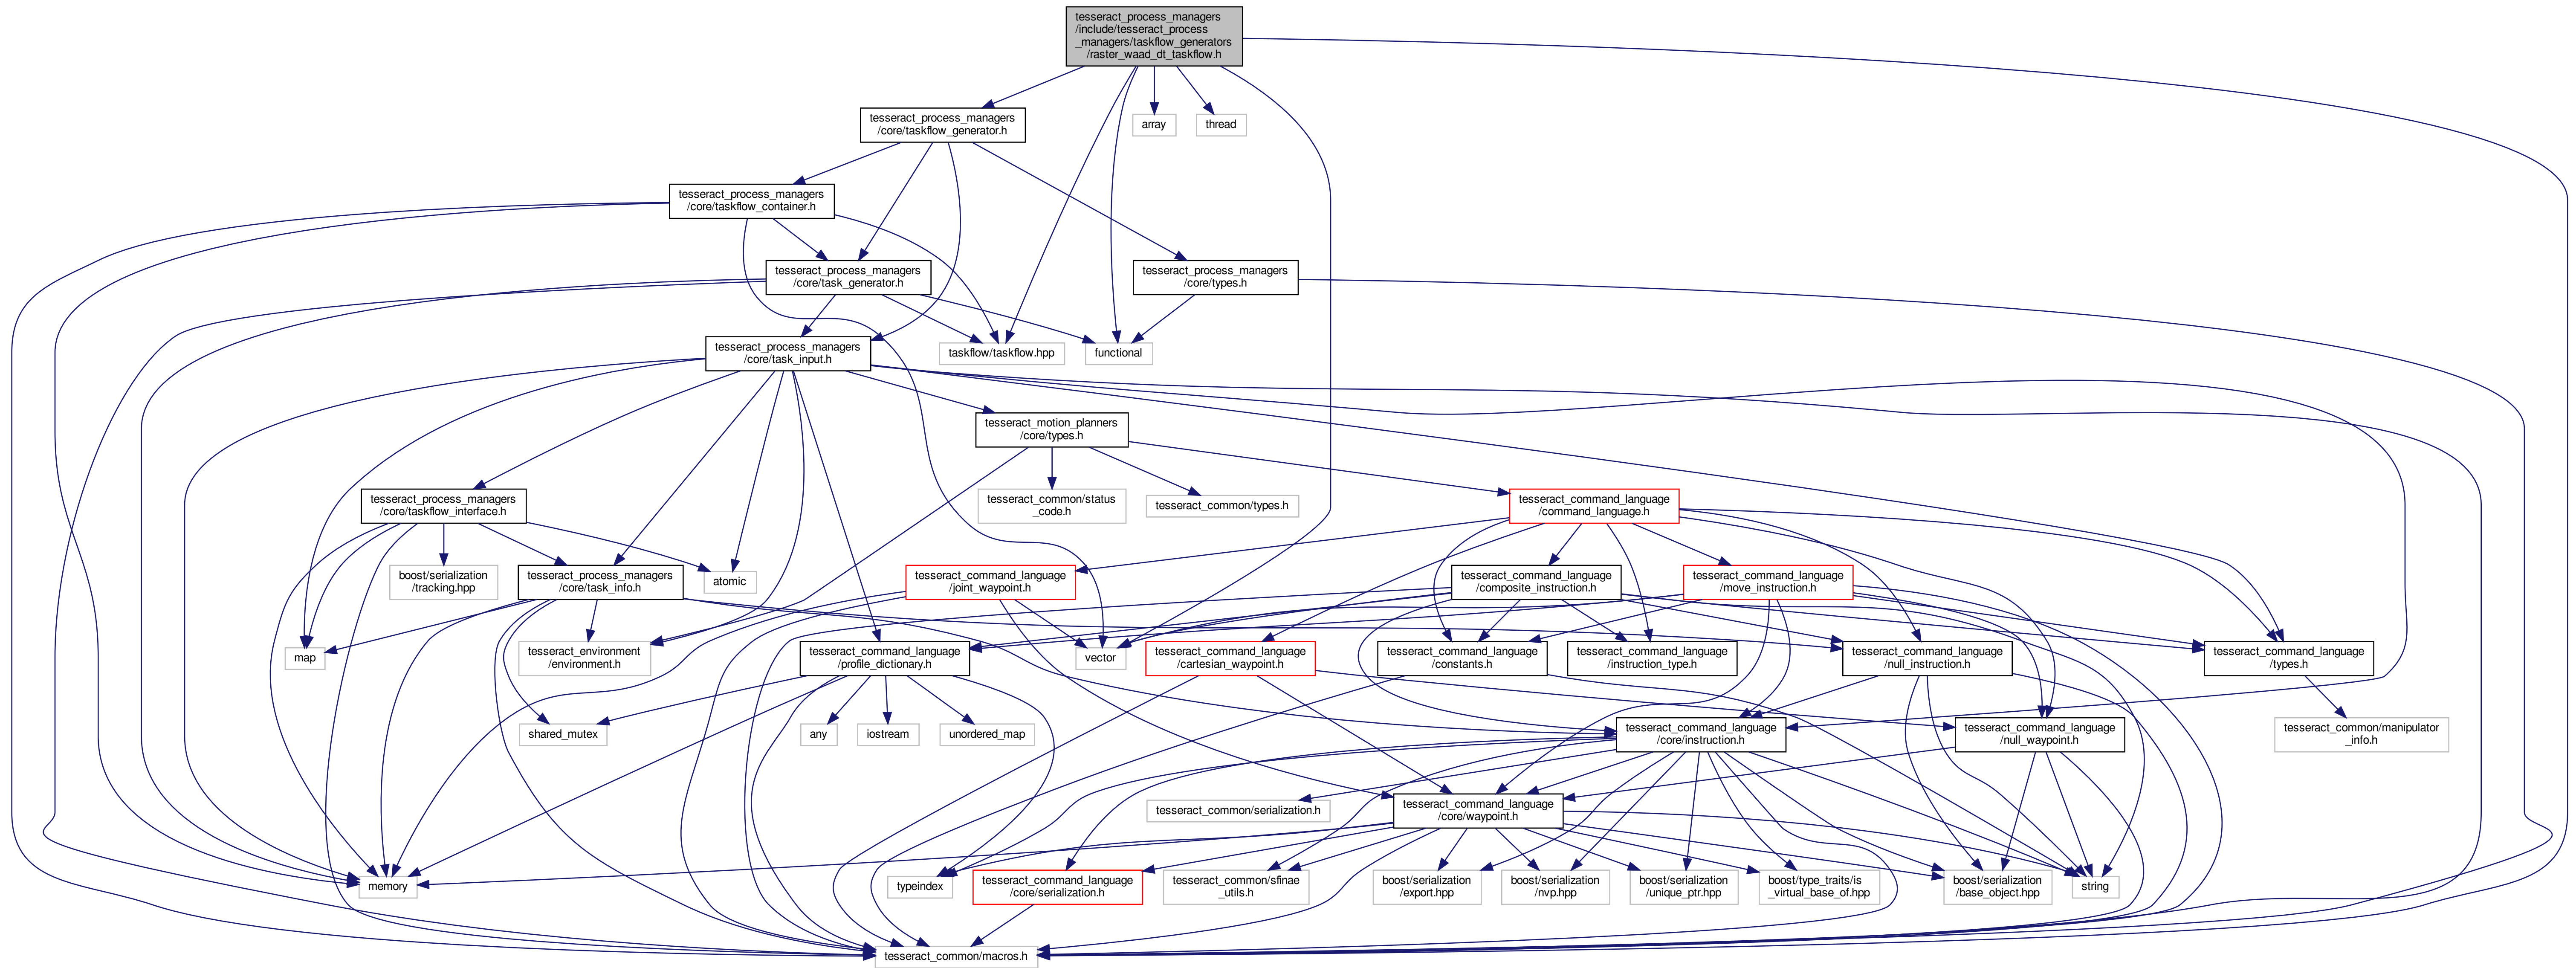 tesseract_process_managers
/include/tesseract_process
_managers/taskflow_generators
/raster_waad_dt_taskflow.h
tesseract_process_managers
/core/taskflow_generator.h
array
thread
tesseract_process_managers
/core/taskflow_container.h
tesseract_process_managers
/core/task_generator.h
tesseract_process_managers
/core/types.h
tesseract_process_managers
/core/task_input.h
taskflow/taskflow.hpp
functional
tesseract_motion_planners
/core/types.h
tesseract_process_managers
/core/taskflow_interface.h
tesseract_common/status
_code.h
tesseract_common/types.h
tesseract_command_language
/command_language.h
boost/serialization
/tracking.hpp
tesseract_process_managers
/core/task_info.h
atomic
tesseract_command_language
/joint_waypoint.h
tesseract_command_language
/composite_instruction.h
tesseract_command_language
/move_instruction.h
map
tesseract_environment
/environment.h
tesseract_command_language
/profile_dictionary.h
vector
tesseract_command_language
/cartesian_waypoint.h
tesseract_command_language
/constants.h
tesseract_command_language
/instruction_type.h
tesseract_command_language
/null_instruction.h
tesseract_command_language
/types.h
shared_mutex
any
iostream
unordered_map
tesseract_command_language
/core/instruction.h
tesseract_command_language
/null_waypoint.h
tesseract_common/manipulator
_info.h
tesseract_common/serialization.h
tesseract_command_language
/core/waypoint.h
memory
typeindex
tesseract_command_language
/core/serialization.h
tesseract_common/sfinae
_utils.h
boost/serialization
/export.hpp
boost/serialization
/nvp.hpp
boost/serialization
/unique_ptr.hpp
boost/type_traits/is
_virtual_base_of.hpp
boost/serialization
/base_object.hpp
string
tesseract_common/macros.h